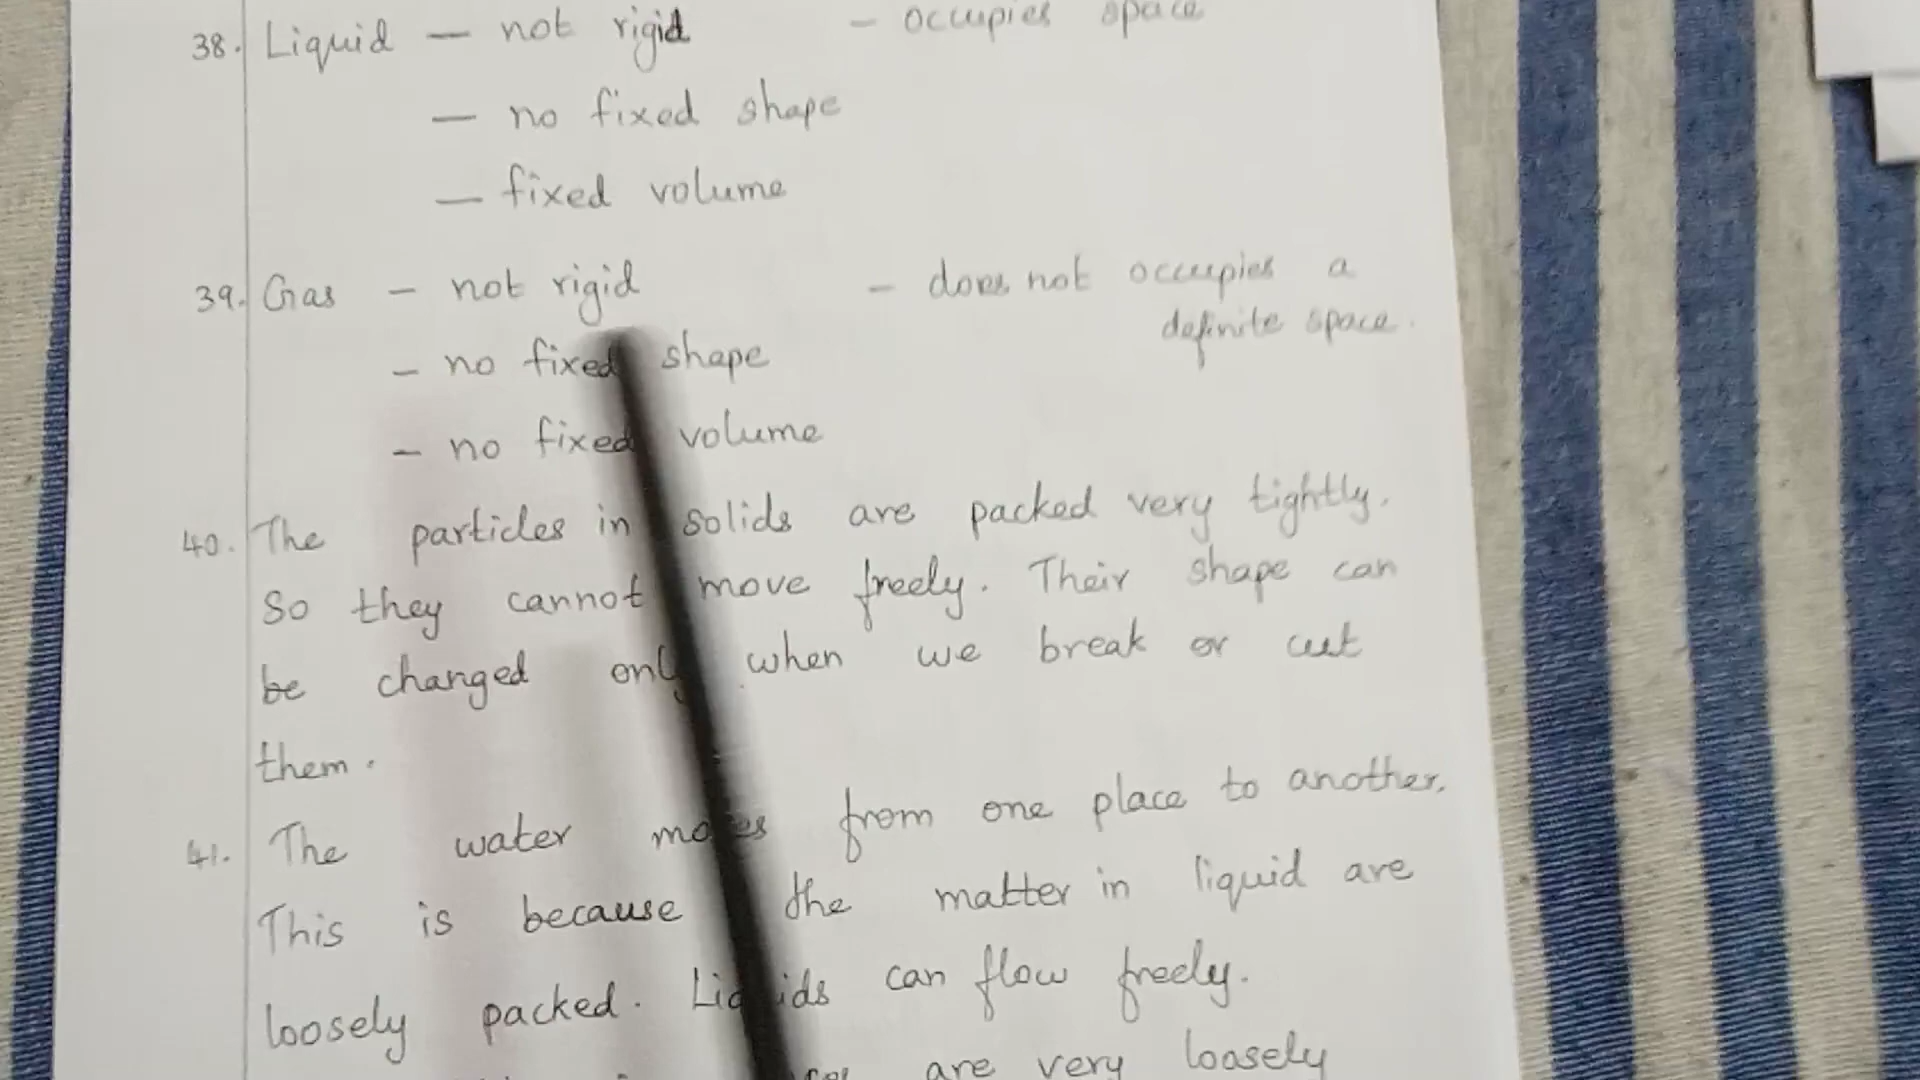 38. Liquid — not rigid - occupies space
— no fixed shape
— fixed volume
39. Gas - not rigid - does not occupies a
definite space.
- no fixed shape
- no fixed volume
40. The particles in solids are packed very tightly.
So they cannot move freely. Their shape can
be changed only when we break or cut
them.
41. The water moves from one place to another.
This is because the matter in liquid are
loosely packed. Liquids can flow freely.
are very loosely